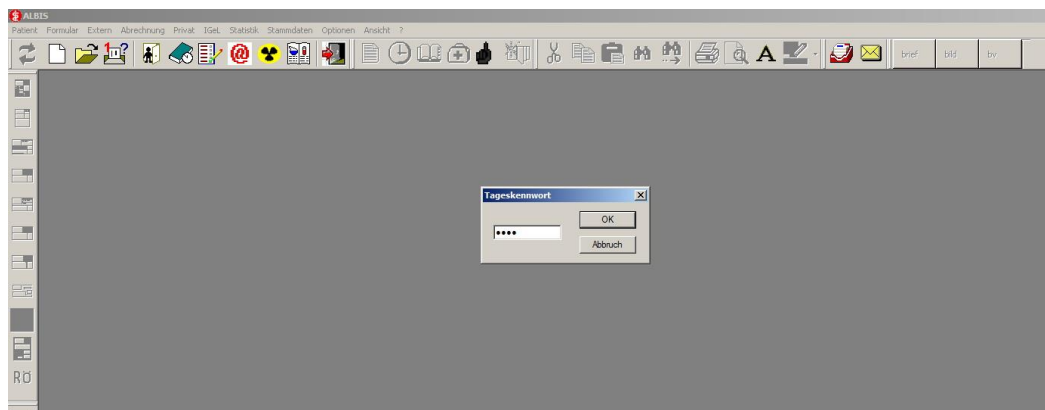 ALBIS
Patient Formular Extern Abrechnung Privat IGeL Statistik Stammdaten Optionen Ansicht ?
brief bild bv
Tageskennwort
OK
••••
Abbruch
RÖ